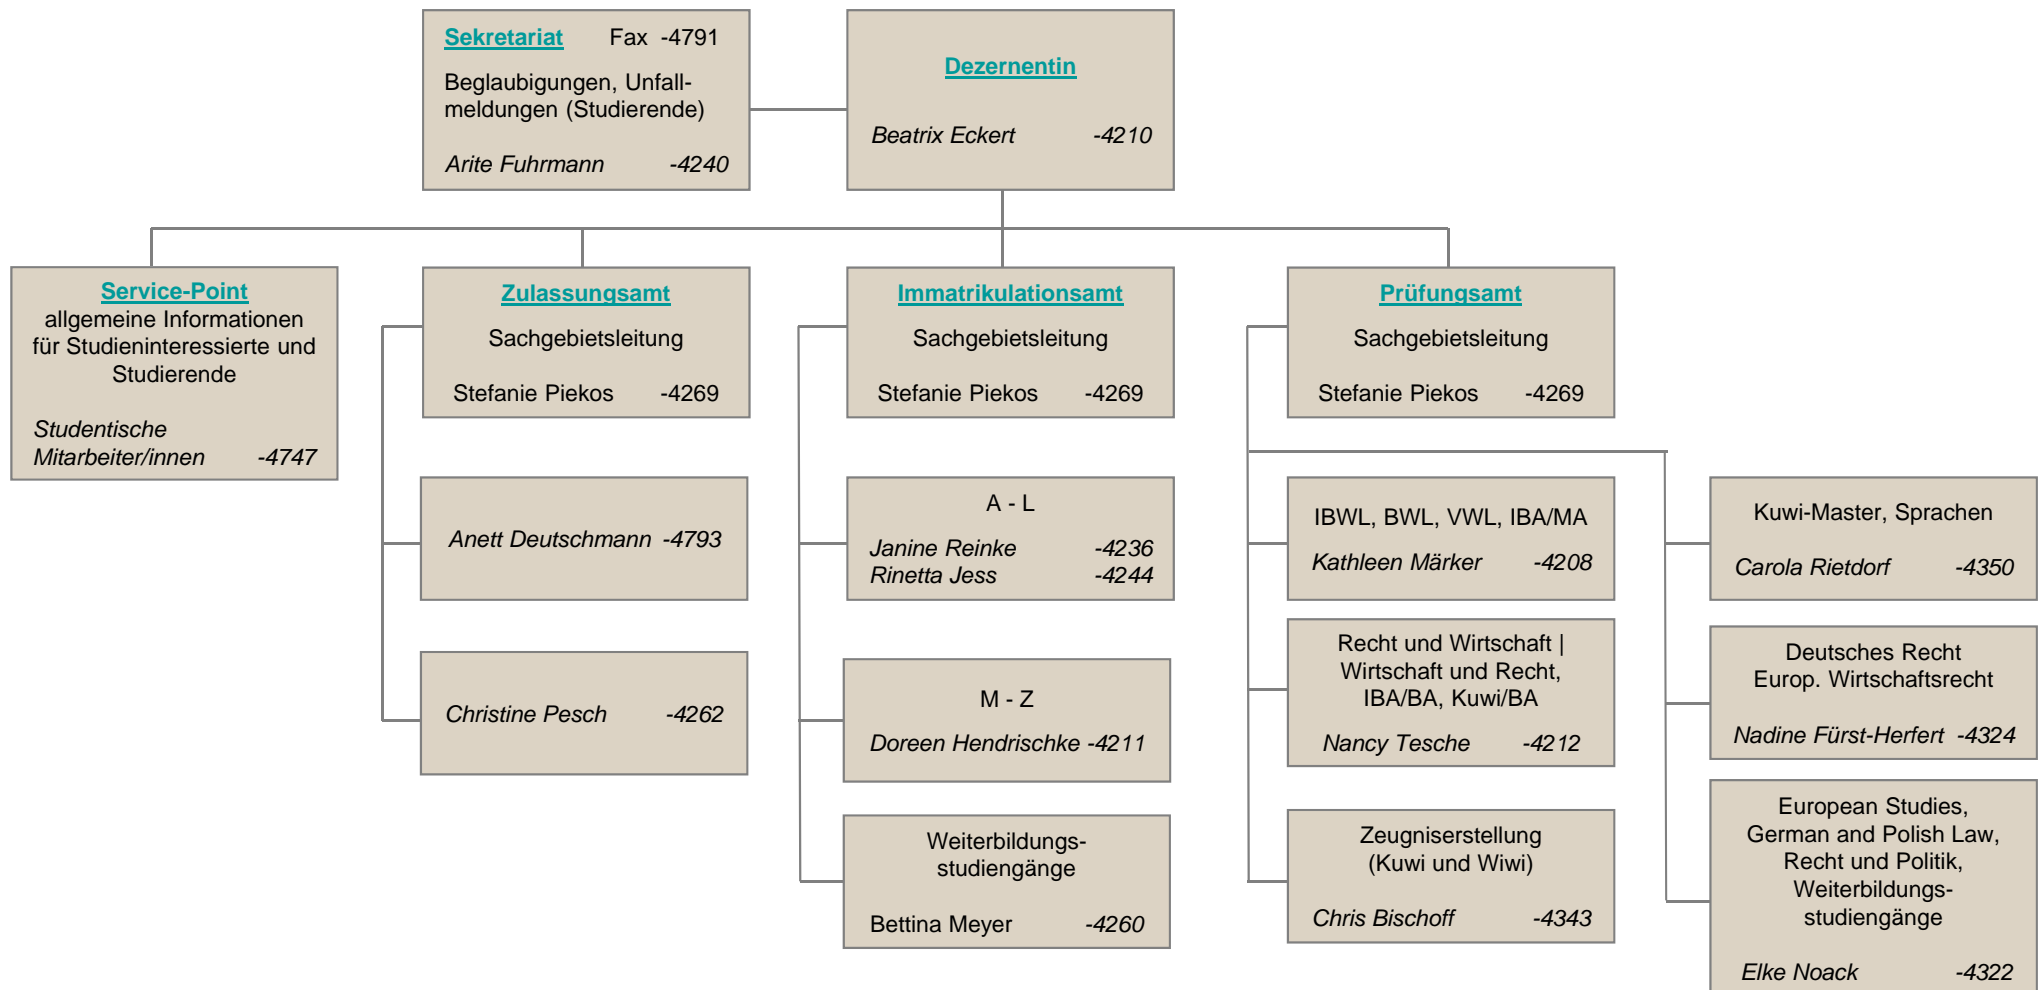 Sekretariat Fax -4791
Beglaubigungen, Unfall-
meldungen (Studierende)
Arite Fuhrmann -4240
Dezernentin
Beatrix Eckert -4210
Service-Point
allgemeine Informationen
für Studieninteressierte und
Studierende
Studentische
Mitarbeiter/innen -4747
Zulassungsamt
Sachgebietsleitung
Stefanie Piekos -4269
Anett Deutschmann -4793
Christine Pesch -4262
Immatrikulationsamt
Sachgebietsleitung
Stefanie Piekos -4269
A - L
Janine Reinke -4236
Rinetta Jess -4244
M - Z
Doreen Hendrischke -4211
Weiterbildungs-
studiengänge
Bettina Meyer -4260
Prüfungsamt
Sachgebietsleitung
Stefanie Piekos -4269
IBWL, BWL, VWL, IBA/MA
Kathleen Märker -4208
Recht und Wirtschaft |
Wirtschaft und Recht,
IBA/BA, Kuwi/BA
Nancy Tesche -4212
Zeugniserstellung
(Kuwi und Wiwi)
Chris Bischoff -4343
Kuwi-Master, Sprachen
Carola Rietdorf -4350
Deutsches Recht
Europ. Wirtschaftsrecht
Nadine Fürst-Herfert -4324
European Studies,
German and Polish Law,
Recht und Politik,
Weiterbildungs-
studiengänge
Elke Noack -4322